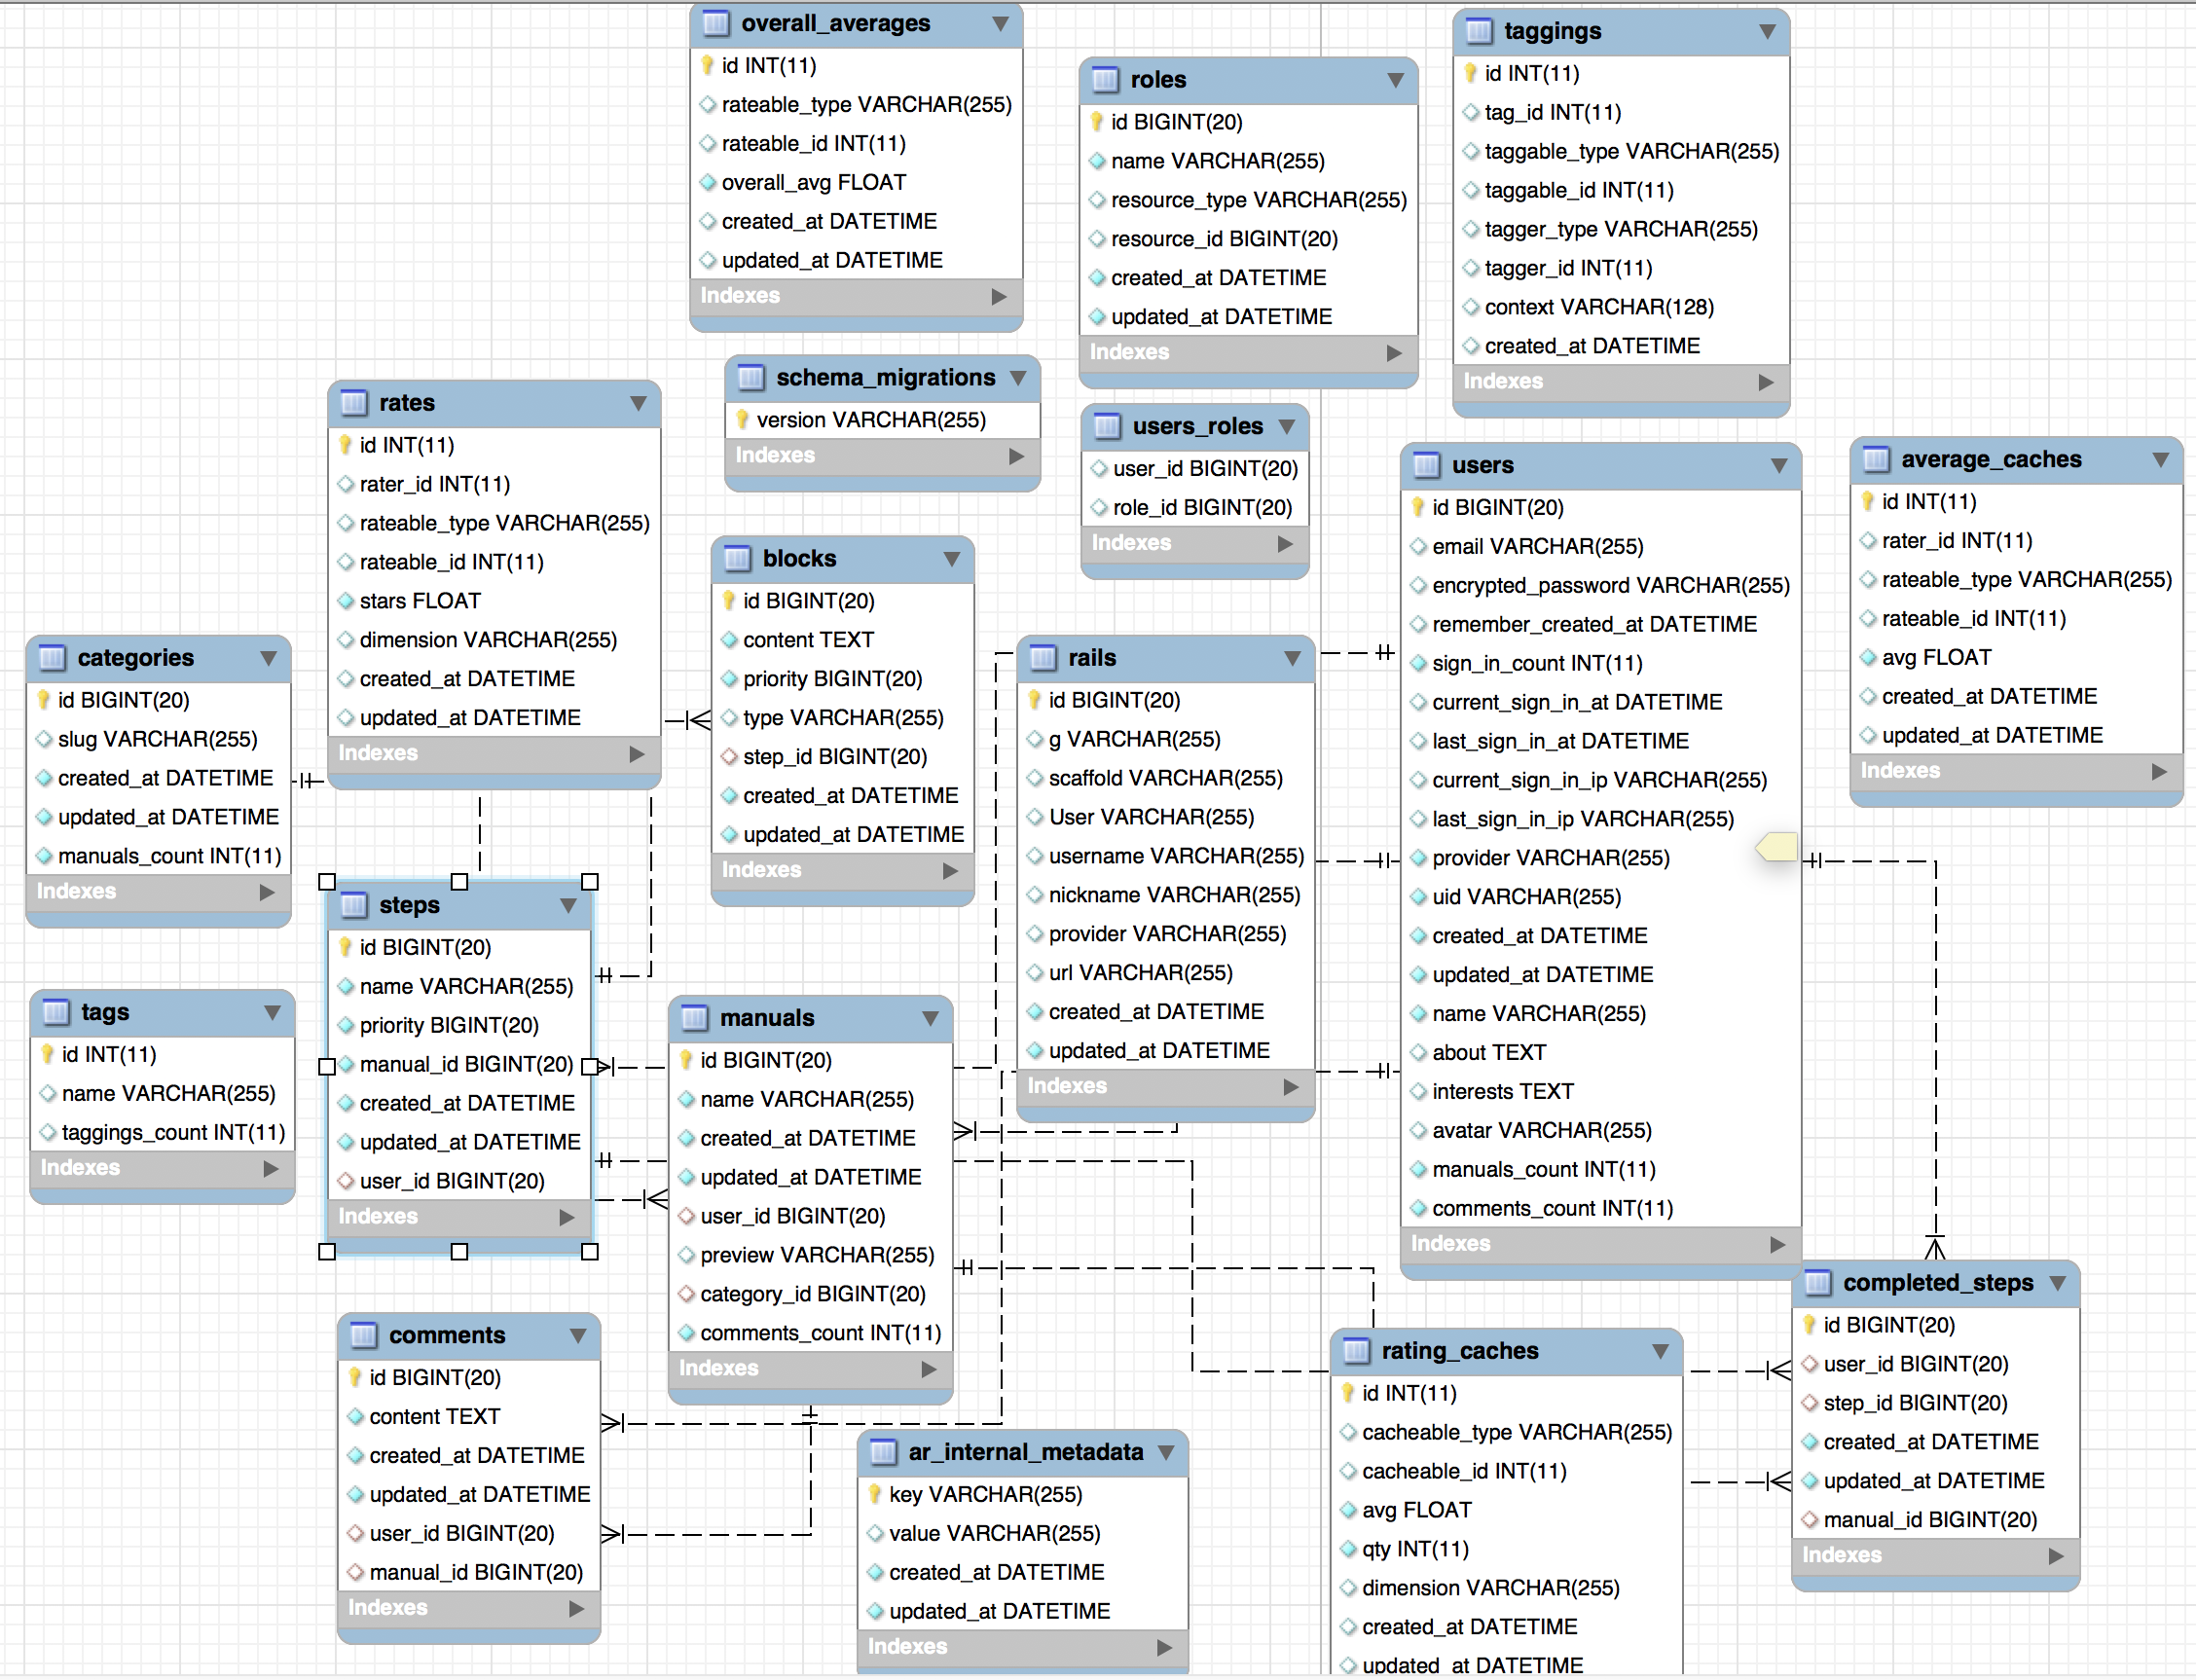 overall_averages
id INT(11)
rateable_type VARCHAR(255)
rateable_id INT(11)
overall_avg FLOAT
created_at DATETIME
updated_at DATETIME
Indexes
roles
id BIGINT(20)
name VARCHAR(255)
resource_type VARCHAR(255)
resource_id BIGINT(20)
created_at DATETIME
updated_at DATETIME
Indexes
taggings
id INT(11)
tag_id INT(11)
taggable_type VARCHAR(255)
taggable_id INT(11)
tagger_type VARCHAR(255)
tagger_id INT(11)
context VARCHAR(128)
created_at DATETIME
Indexes
schema_migrations
version VARCHAR(255)
Indexes
rates
id INT(11)
rater_id INT(11)
rateable_type VARCHAR(255)
rateable_id INT(11)
stars FLOAT
dimension VARCHAR(255)
created_at DATETIME
updated_at DATETIME
Indexes
users_roles
user_id BIGINT(20)
role_id BIGINT(20)
Indexes
users
id BIGINT(20)
email VARCHAR(255)
encrypted_password VARCHAR(255)
remember_created_at DATETIME
sign_in_count INT(11)
current_sign_in_at DATETIME
last_sign_in_at DATETIME
current_sign_in_ip VARCHAR(255)
last_sign_in_ip VARCHAR(255)
provider VARCHAR(255)
uid VARCHAR(255)
created_at DATETIME
updated_at DATETIME
name VARCHAR(255)
about TEXT
interests TEXT
avatar VARCHAR(255)
manuals_count INT(11)
comments_count INT(11)
Indexes
average_caches
id INT(11)
rater_id INT(11)
rateable_type VARCHAR(255)
rateable_id INT(11)
avg FLOAT
created_at DATETIME
updated_at DATETIME
Indexes
blocks
id BIGINT(20)
content TEXT
priority BIGINT(20)
type VARCHAR(255)
step_id BIGINT(20)
created_at DATETIME
updated_at DATETIME
Indexes
categories
id BIGINT(20)
slug VARCHAR(255)
created_at DATETIME
updated_at DATETIME
manuals_count INT(11)
Indexes
rails
id BIGINT(20)
g VARCHAR(255)
scaffold VARCHAR(255)
User VARCHAR(255)
username VARCHAR(255)
nickname VARCHAR(255)
provider VARCHAR(255)
url VARCHAR(255)
created_at DATETIME
updated_at DATETIME
Indexes
steps
id BIGINT(20)
name VARCHAR(255)
priority BIGINT(20)
manual_id BIGINT(20)
created_at DATETIME
updated_at DATETIME
user_id BIGINT(20)
Indexes
tags
id INT(11)
name VARCHAR(255)
taggings_count INT(11)
Indexes
manuals
id BIGINT(20)
name VARCHAR(255)
created_at DATETIME
updated_at DATETIME
user_id BIGINT(20)
preview VARCHAR(255)
category_id BIGINT(20)
comments_count INT(11)
Indexes
completed_steps
id BIGINT(20)
user_id BIGINT(20)
step_id BIGINT(20)
created_at DATETIME
updated_at DATETIME
manual_id BIGINT(20)
Indexes
comments
id BIGINT(20)
content TEXT
created_at DATETIME
updated_at DATETIME
user_id BIGINT(20)
manual_id BIGINT(20)
Indexes
rating_caches
id INT(11)
cacheable_type VARCHAR(255)
cacheable_id INT(11)
avg FLOAT
qty INT(11)
dimension VARCHAR(255)
created_at DATETIME
updated_at DATETIME
ar_internal_metadata
key VARCHAR(255)
value VARCHAR(255)
created_at DATETIME
updated_at DATETIME
Indexes